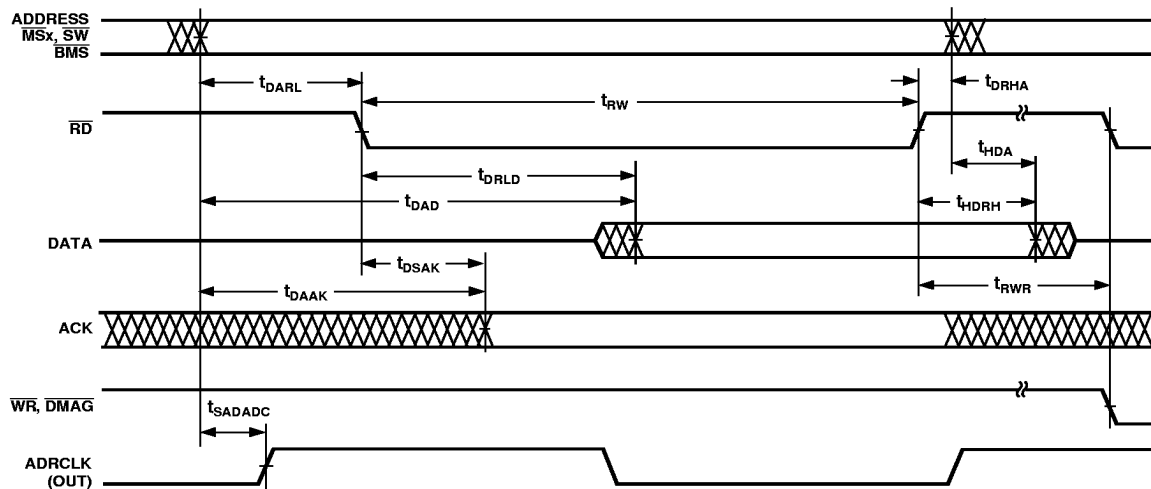 ADDRESS
MSx, SW
BMS
tDARL
tDRHA
tRW
RD
tHDA
tDRLD
tDAD
tHDRH
DATA
tDSAK
tDAAK
tRWR
ACK
WR, DMAG
tSADADC
ADRCLK
(OUT)